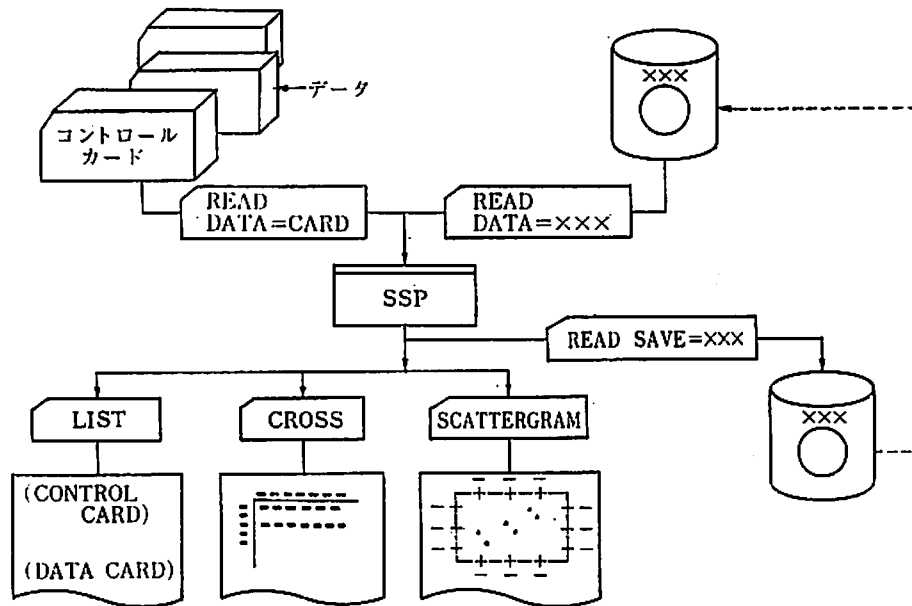 ×××
データ
コントロール
カード
READ
DATA=CARD
READ
DATA=×××
SSP
READ SAVE=×××
×××
LIST
CROSS
SCATTERGRAM
(CONTROL
CARD)
(DATA CARD)